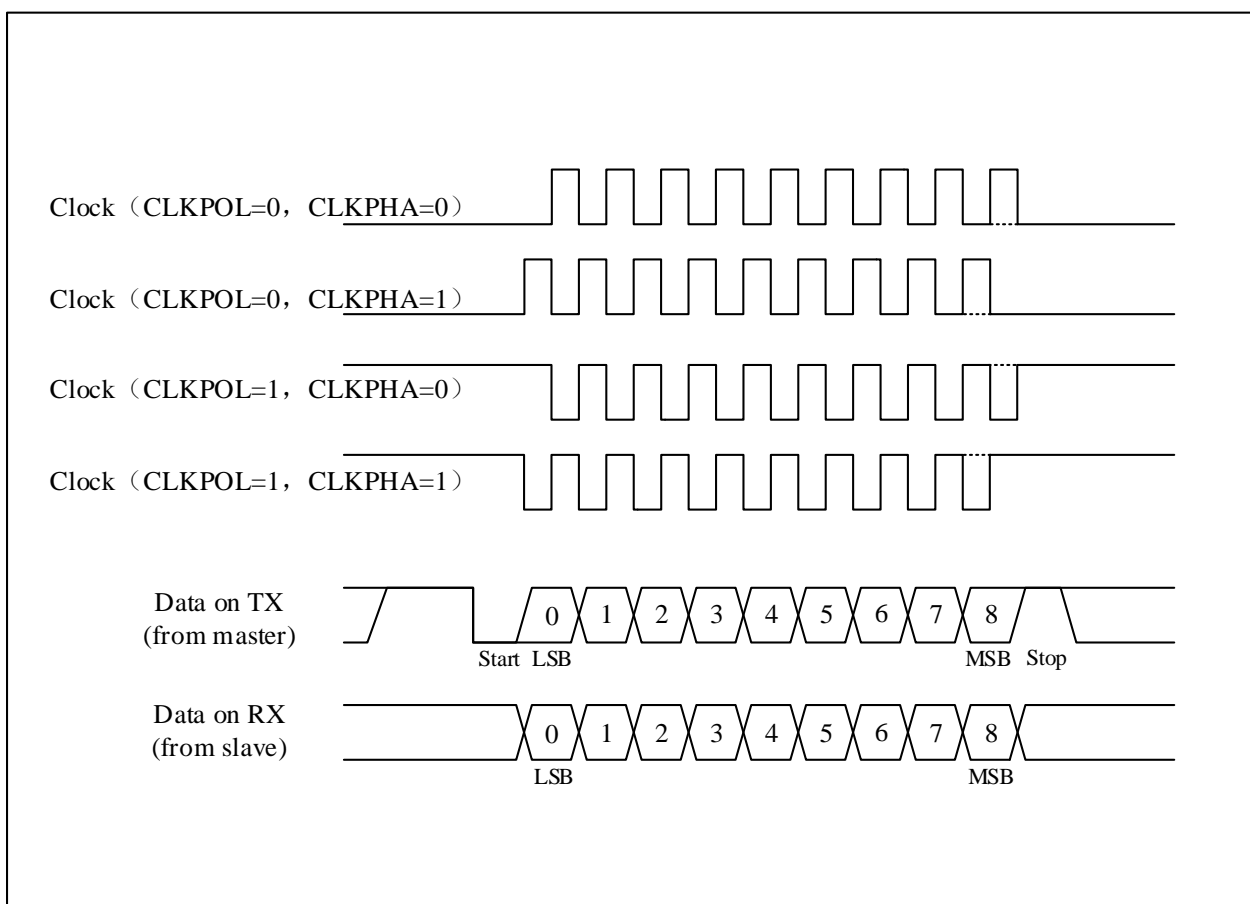 Clock（CLKPOL=0，CLKPHA=0）
Clock（CLKPOL=0，CLKPHA=1）
Clock（CLKPOL=1，CLKPHA=0）
Clock（CLKPOL=1，CLKPHA=1）
Data on TX
(from master)
0 1 2 3 4 5 6 7 8
Start LSB MSB Stop
Data on RX
(from slave)
0 1 2 3 4 5 6 7 8
LSB MSB